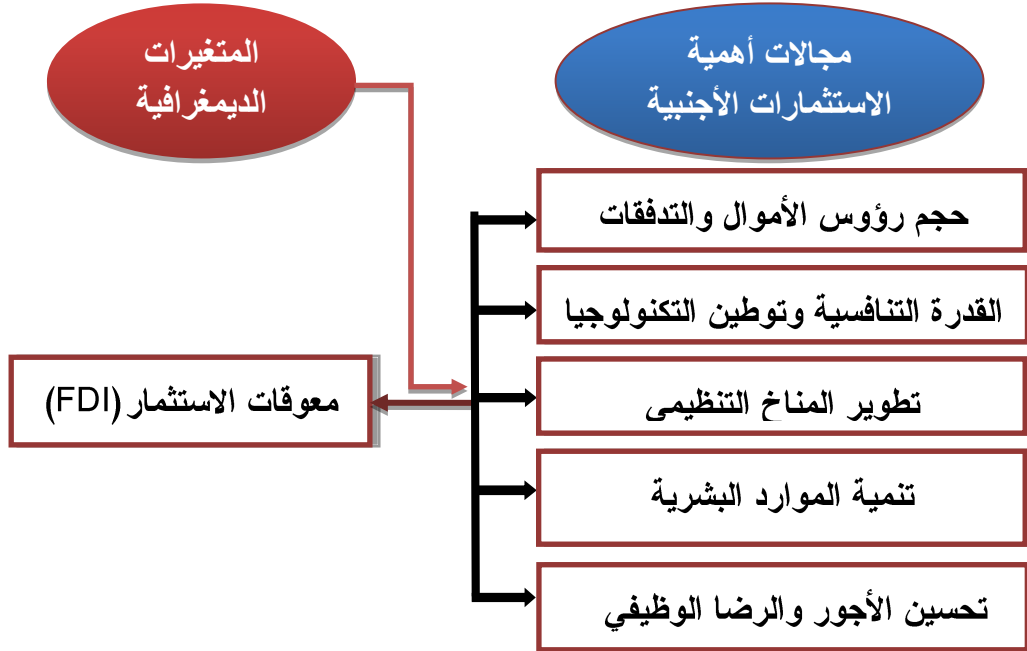 مجالات أهمية
الاستثمارات الأجنبية
المتغيرات
الديمغرافية
حجم رؤوس الأموال والتدفقات
القدرة التنافسية وتوطين التكنولوجيا
تطوير المناخ التنظيمي
معوقات الاستثمار (FDI)
تنمية الموارد البشرية
تحسين الأجور والرضا الوظيفي